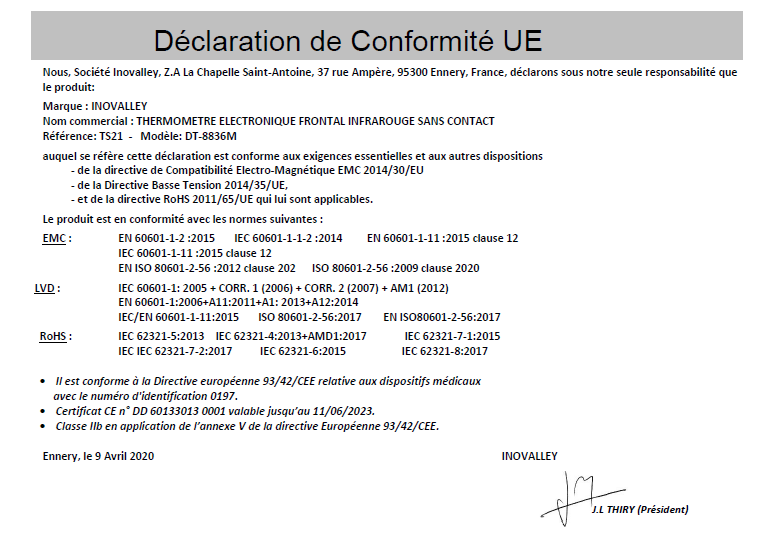 Déclaration de Conformité UE
Nous, Société Inovalley, Z.A La Chapelle Saint-Antoine, 37 rue Ampère, 95300 Ennery, France, déclarons sous notre seule responsabilité que
le produit:
Marque : INOVALLEY
Nom commercial : THERMOMETRE ELECTRONIQUE FRONTAL INFRAROUGE SANS CONTACT
Référence: TS21 - Modèle: DT-8836M
auquel se réfère cette déclaration est conforme aux exigences essentielles et aux autres dispositions
- de la directive de Compatibilité Electro-Magnétique EMC 2014/30/EU
- de la Directive Basse Tension 2014/35/UE,
- et de la directive RoHS 2011/65/UE qui lui sont applicables.
Le produit est en conformité avec les normes suivantes :
EMC : EN 60601-1-2 :2015 IEC 60601-1-1-2 :2014 EN 60601-1-11 :2015 clause 12
IEC 60601-1-11 :2015 clause 12
EN ISO 80601-2-56 :2012 clause 202 ISO 80601-2-56 :2009 clause 2020
LVD : IEC 60601-1: 2005 + CORR. 1 (2006) + CORR. 2 (2007) + AM1 (2012)
EN 60601-1:2006+A11:2011+A1: 2013+A12:2014
IEC/EN 60601-1-11:2015 ISO 80601-2-56:2017 EN ISO80601-2-56:2017
RoHS : IEC 62321-5:2013 IEC 62321-4:2013+AMD1:2017 IEC 62321-7-1:2015
IEC IEC 62321-7-2:2017 IEC 62321-6:2015 IEC 62321-8:2017
• Il est conforme à la Directive européenne 93/42/CEE relative aux dispositifs médicaux
avec le numéro d'identification 0197.
• Certificat CE n° DD 60133013 0001 valable jusqu'au 11/06/2023.
• Classe IIb en application de l'annexe V de la directive Européenne 93/42/CEE.
Ennery, le 9 Avril 2020 INOVALLEY
J.L THIRY (Président)